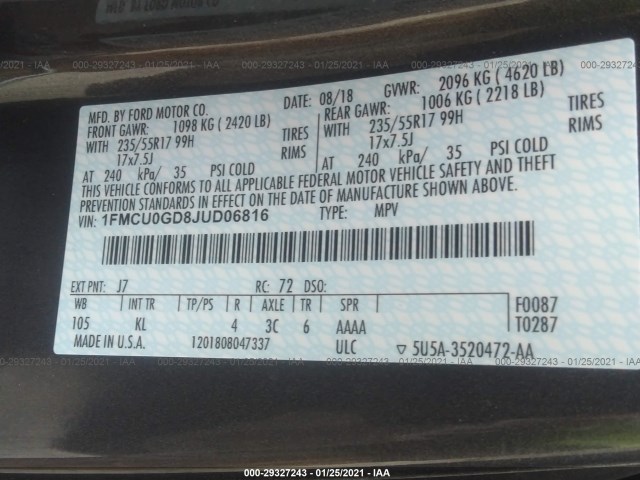 000-29327243 - 01/25/2021 - IAA
MFD. BY FORD MOTOR CO.
DATE: 08/18
GVWR: 2096 KG ( 4620 LB)
FRONT GAWR: 1098 KG ( 2420 LB)
REAR GAWR: 1006 KG ( 2218 LB)
WITH 235/55R17 99H TIRES
WITH 235/55R17 99H TIRES
17x7.5J RIMS
17x7.5J RIMS
AT 240 kPa/ 35 PSI COLD
AT 240 kPa/ 35 PSI COLD
THIS VEHICLE CONFORMS TO ALL APPLICABLE FEDERAL MOTOR VEHICLE SAFETY AND THEFT
PREVENTION STANDARDS IN EFFECT ON THE DATE OF MANUFACTURE SHOWN ABOVE.
VIN: 1FMCU0GD8JUD06816
TYPE: MPV
EXT PNT: J7 RC: 72 DSO:
WB INT TR TP/PS R AXLE TR SPR
F0087
105 KL 4 3C 6 AAAA
T0287
MADE IN U.S.A. 1201808047337 ULC ▽ 5U5A-3520472-AA
000-29327243 - 01/25/2021 - IAA